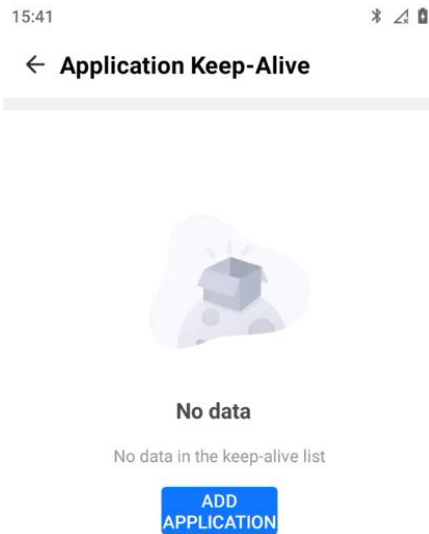 15:41
Application Keep-Alive
No data
No data in the keep-alive list
ADD
APPLICATION